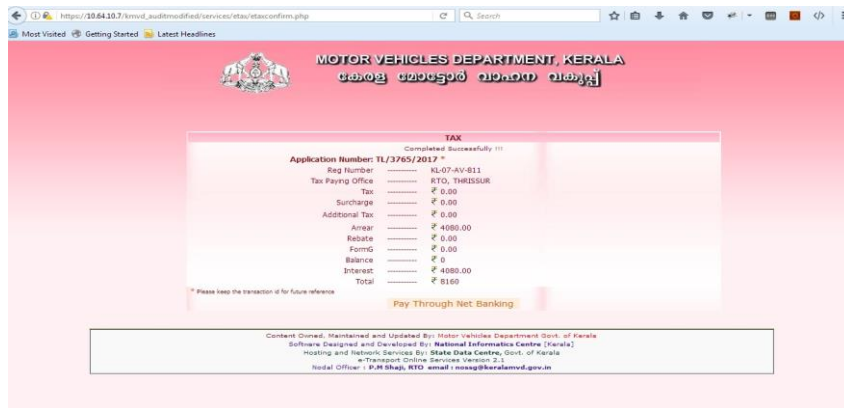 https://10.64.10.7/kmvd_auditmodified/services/etax/etaxconfirm.php
Search
Most Visited Getting Started Latest Headlines
MOTOR VEHICLES DEPARTMENT, KERALA
കേരള മോട്ടോർ വാഹന വകുപ്പ്
TAX
Completed Successfully !!!
Application Number: TL/3765/2017 *
Reg Number ---------- KL-07-AV-811
Tax Paying Office ---------- RTO, THRISSUR
Tax ---------- ₹ 0.00
Surcharge ---------- ₹ 0.00
Additional Tax ---------- ₹ 0.00
Arrear ---------- ₹ 4080.00
Rebate ---------- ₹ 0.00
FormG ---------- ₹ 0.00
Balance ---------- ₹ 0
Interest ---------- ₹ 4080.00
Total ---------- ₹ 8160
* Please keep the transaction id for future reference
Pay Through Net Banking
Content Owned, Maintained and Updated By: Motor Vehicles Department Govt. of Kerala
Software Designed and Developed By: National Informatics Centre [Kerala]
Hosting and Network Services By: State Data Centre, Govt. of Kerala
e-Transport Online Services Version 2.1
Nodal Officer : P.M Shaji, RTO email : nossg@keralamvd.gov.in